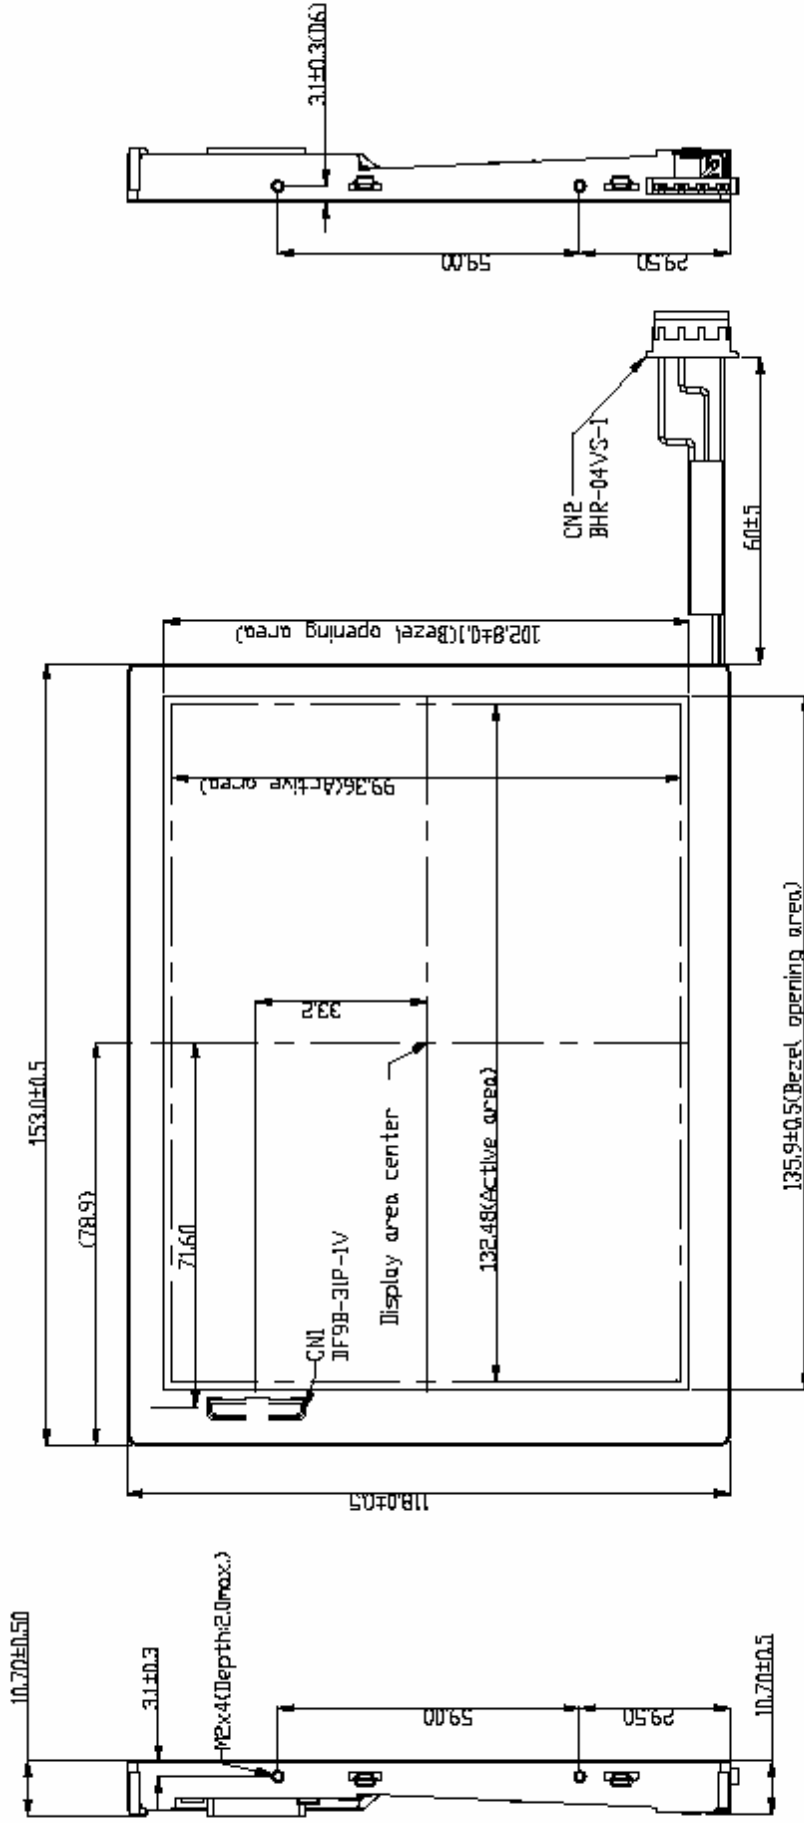 3.1±0.3(D6)
59.00
29.50
CN2
BHR-04VS-1
60±5
102.8±0.1(Bezel opening area)
99.36(Active area)
153.0±0.5
(78.9)
71.60
33.2
Display area center
132.48(Active area)
135.9±0.5(Bezel opening area)
CN1
DF9B-31P-1V
118.0±0.5
10.70±0.50
3.1±0.3
M2x4(Depth:2.0max.)
59.00
29.50
10.70±0.5